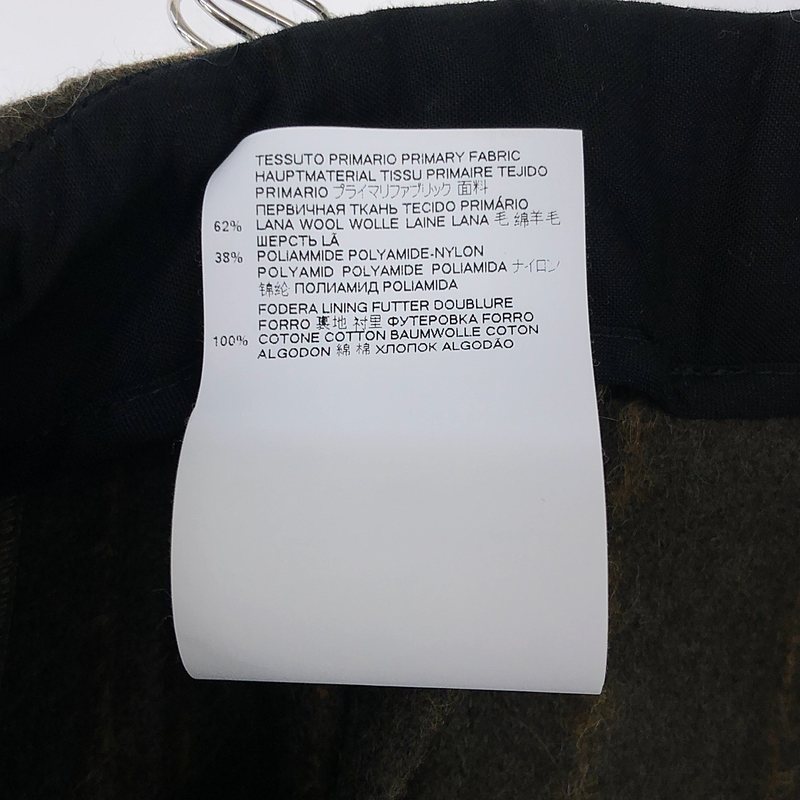 TESSUTO PRIMARIO PRIMARY FABRIC
HAUPTMATERIAL TISSU PRIMAIRE TEJIDO
PRIMARIO プライマリファブリック 面料
ПЕРВИЧНАЯ ТКАНЬ TECIDO PRIMÁRIO
62% LANA WOOL WOLLE LAINE LANA 毛 绵羊毛
ШЕРСТЬ LÃ
38% POLIAMMIDE POLYAMIDE-NYLON
POLYAMID POLYAMIDE POLIAMIDA ナイロン
锦纶 ПОЛИАМИД POLIAMIDA
FODERA LINING FUTTER DOUBLURE
FORRO 裏地 衬里 ФУТЕРОВКА FORRO
100% COTONE COTTON BAUMWOLLE COTON
ALGODON 綿 棉 ХЛОПОК ALGODÃO